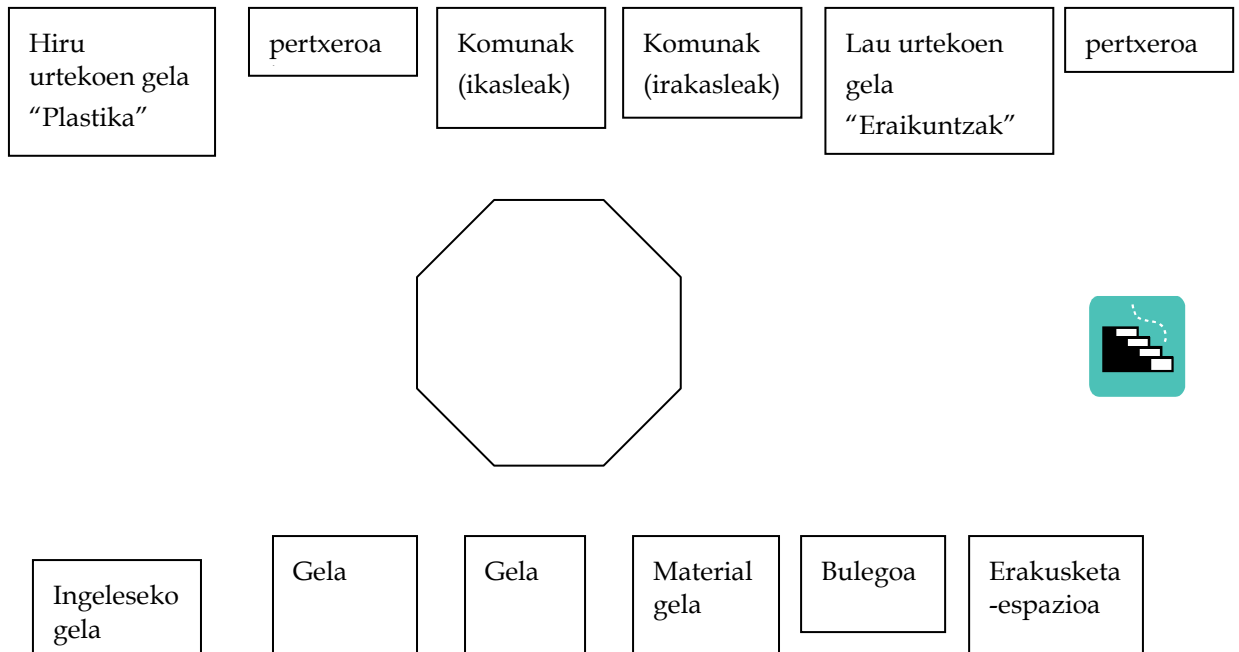 Hiru
urtekoen gela
“Plastika”
pertxeroa
Komunak
(ikasleak)
Komunak
(irakasleak)
Lau urtekoen
gela
“Eraikuntzak”
pertxeroa
Ingeleseko
gela
Gela
Gela
Material
gela
Bulegoa
Erakusketa
-espazioa